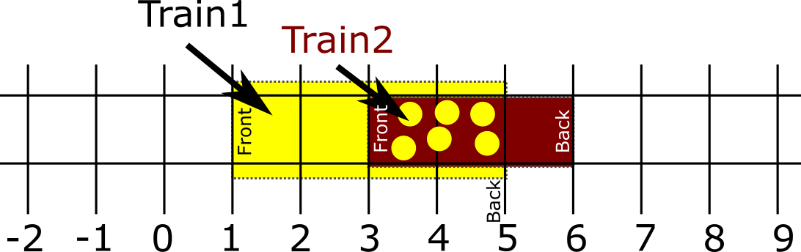 Train1
Train2
Front
Front
Back
Back
-2 -1 0 1 2 3 4 5 6 7 8 9